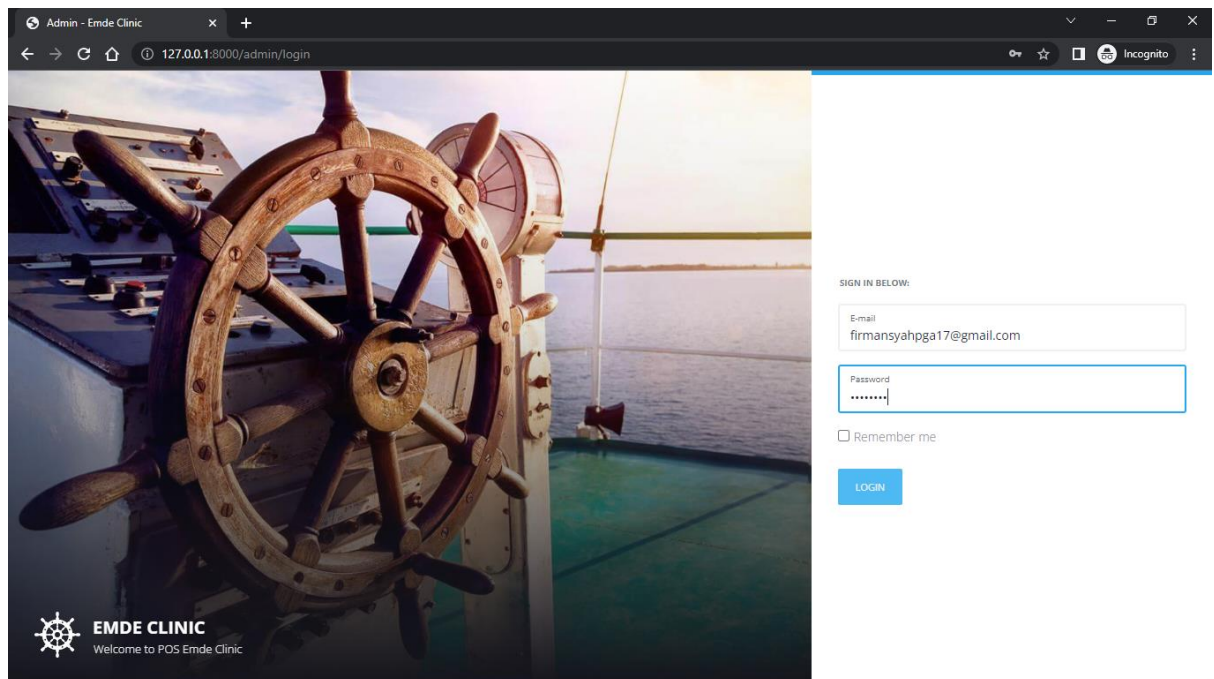 Admin - Emde Clinic
127.0.0.1:8000/admin/login
Incognito
SIGN IN BELOW:
E-mail
firmansyahpga17@gmail.com
Password
••••••••
Remember me
LOGIN
EMDE CLINIC
Welcome to POS Emde Clinic